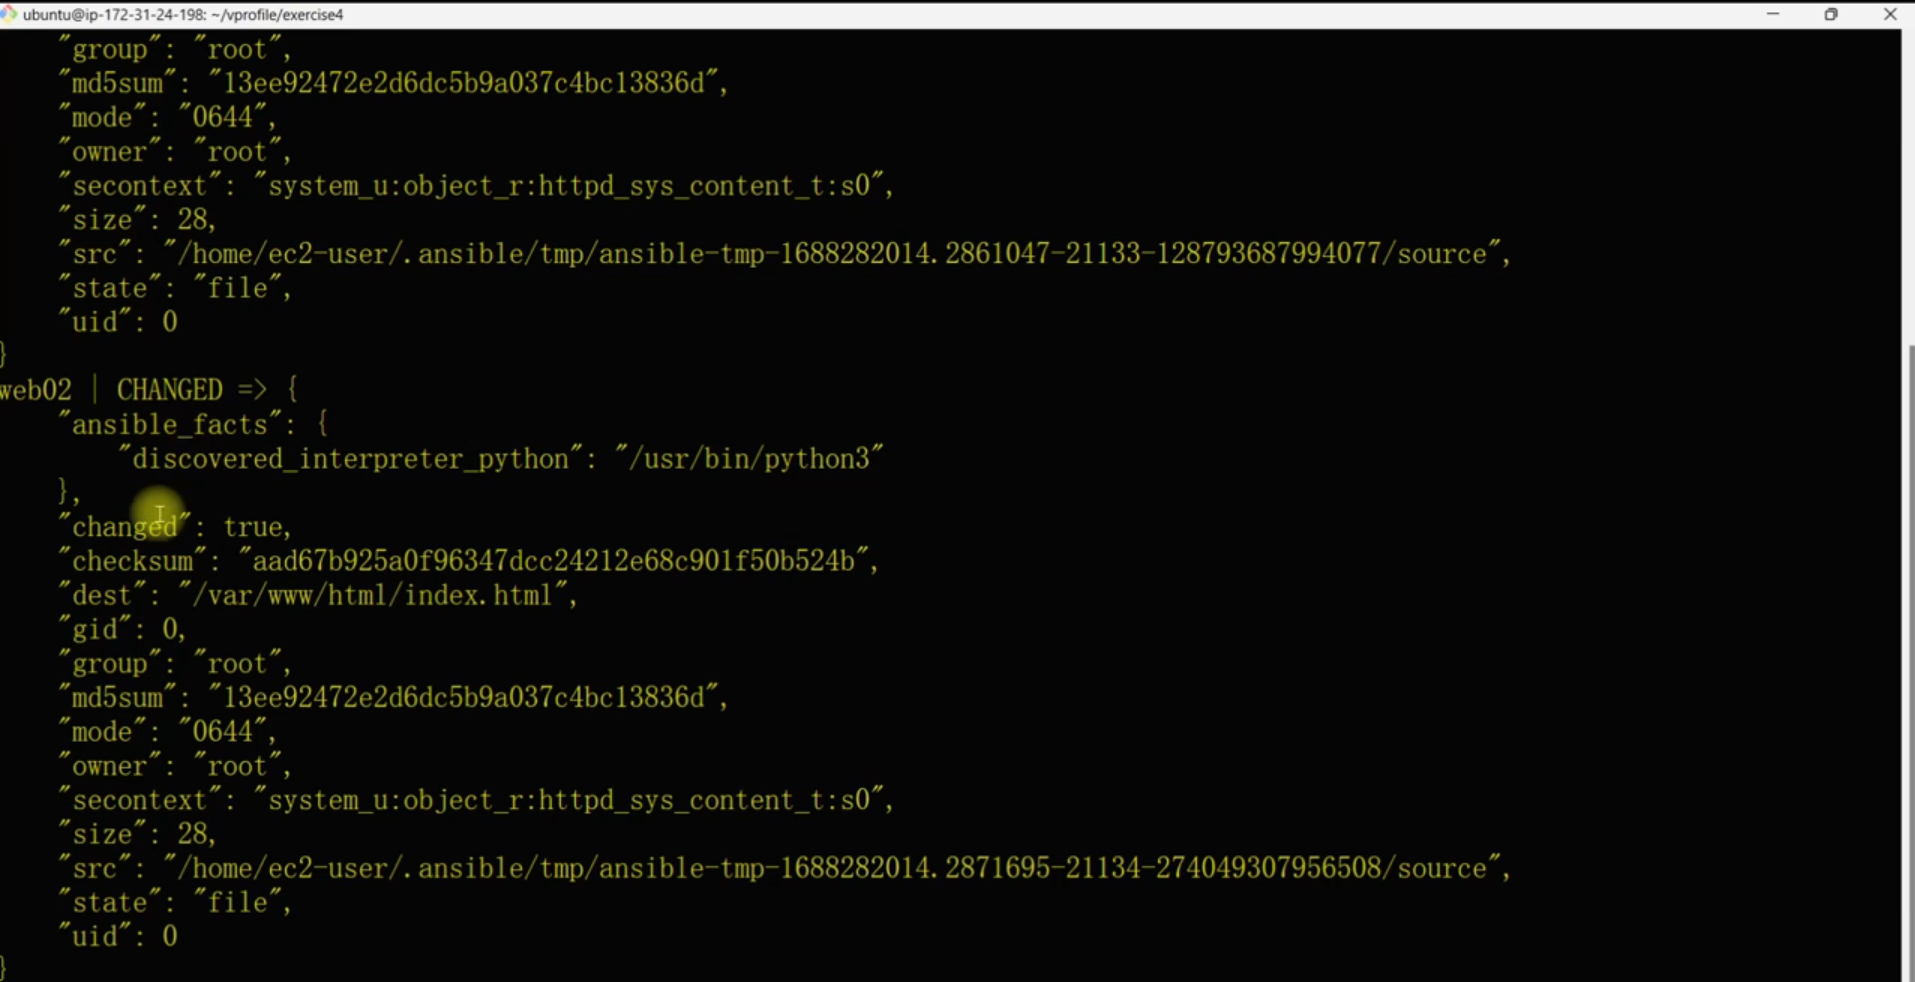 ubuntu@ip-172-31-24-198: ~/vprofile/exercise4
"group": "root",
"md5sum": "13ee92472e2d6dc5b9a037c4bc13836d",
"mode": "0644",
"owner": "root",
"secontext": "system_u:object_r:httpd_sys_content_t:s0",
"size": 28,
"src": "/home/ec2-user/.ansible/tmp/ansible-tmp-1688282014.2861047-21133-128793687994077/source",
"state": "file",
"uid": 0
}
web02 | CHANGED => {
"ansible_facts": {
"discovered_interpreter_python": "/usr/bin/python3"
},
"changed": true,
"checksum": "aad67b925a0f96347dcc24212e68c901f50b524b",
"dest": "/var/www/html/index.html",
"gid": 0,
"group": "root",
"md5sum": "13ee92472e2d6dc5b9a037c4bc13836d",
"mode": "0644",
"owner": "root",
"secontext": "system_u:object_r:httpd_sys_content_t:s0",
"size": 28,
"src": "/home/ec2-user/.ansible/tmp/ansible-tmp-1688282014.2871695-21134-274049307956508/source",
"state": "file",
"uid": 0
}